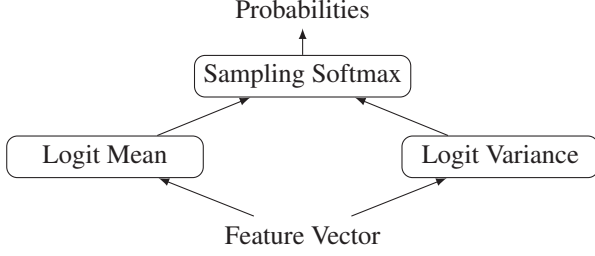 Probabilities
Sampling Softmax
Logit Mean
Logit Variance
Feature Vector